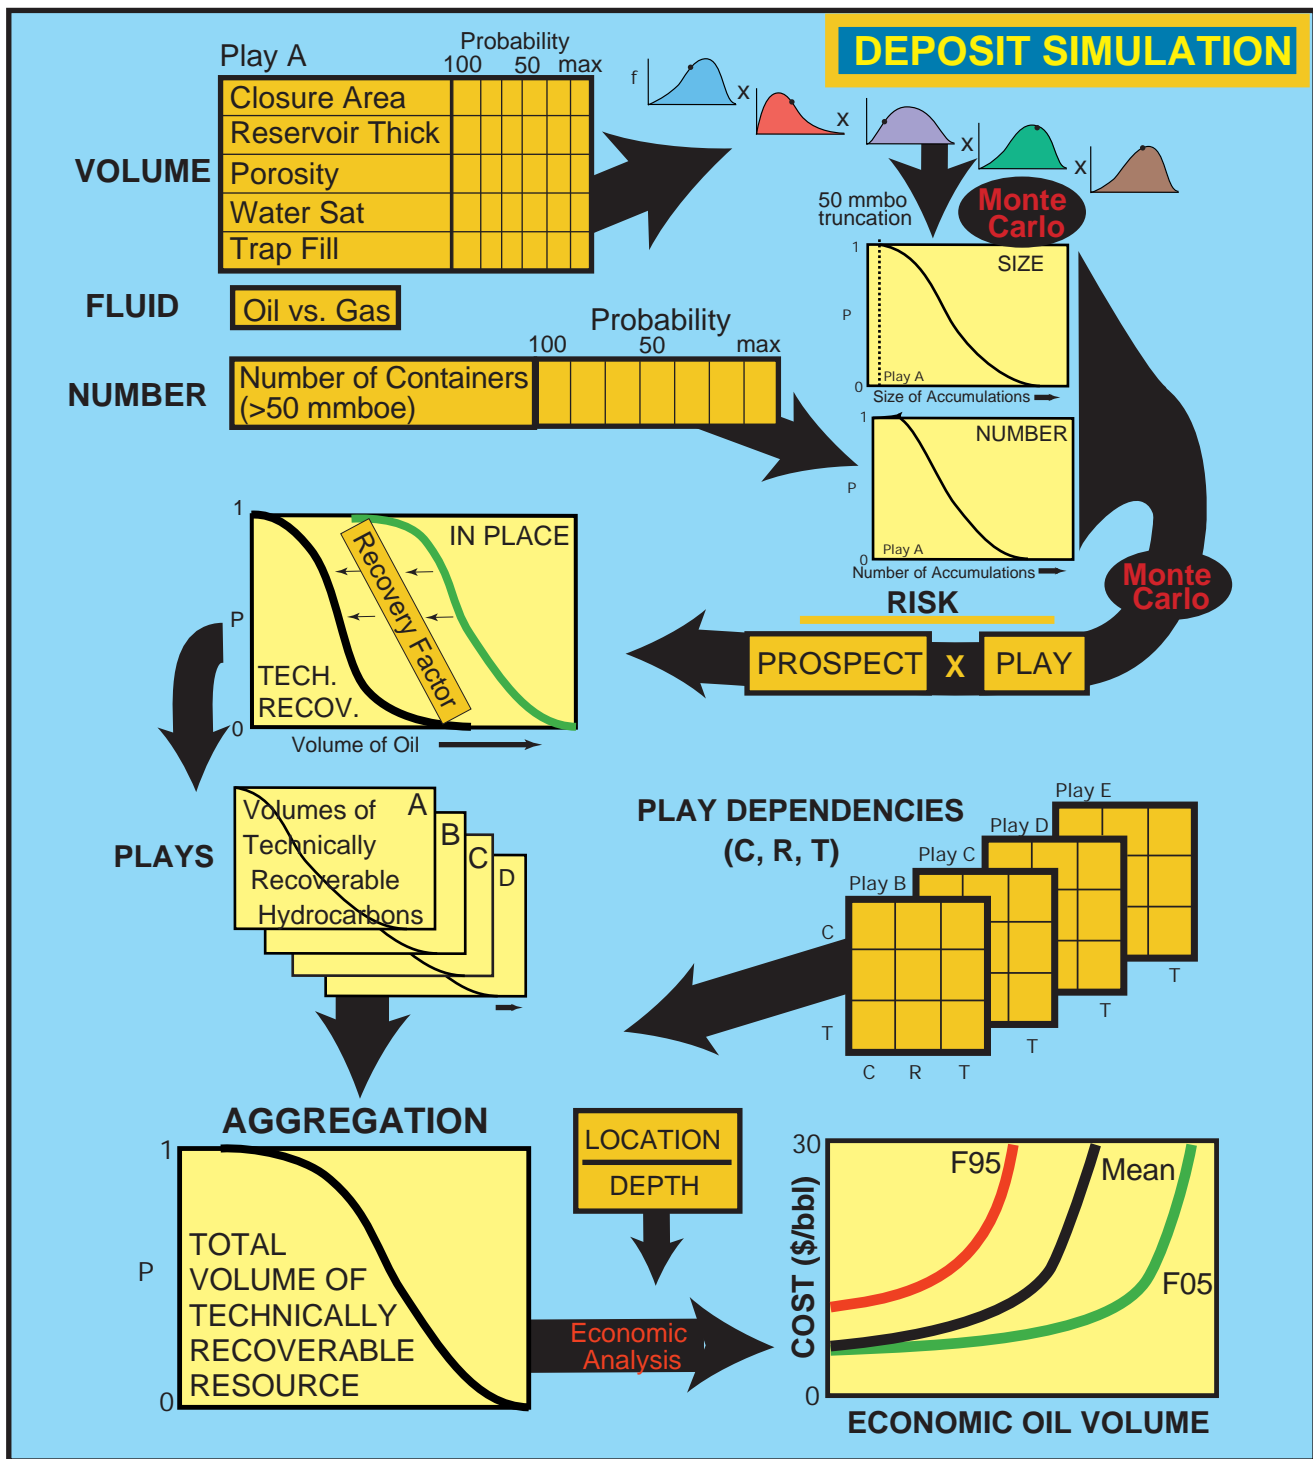 DEPOSIT SIMULATION
Play A
Probability
100 50 max
VOLUME
Closure Area
Reservoir Thick
Porosity
Water Sat
Trap Fill
f
X
X
X
X
50 mmbo
truncation
Monte
Carlo
FLUID
Oil vs. Gas
NUMBER
Number of Containers
(>50 mmboe)
Probability
100 50 max
1
SIZE
P
Play A
0
Size of Accumulations
1
NUMBER
P
Play A
0
Number of Accumulations
Monte
Carlo
RISK
PROSPECT X PLAY
1
IN PLACE
Recovery Factor
P
TECH.
RECOV.
0
Volume of Oil
PLAYS
Volumes of
Technically
Recoverable
Hydrocarbons
A
B
C
D
PLAY DEPENDENCIES
(C, R, T)
Play E
Play D
Play C
Play B
C
T
C R T
T
T
T
AGGREGATION
1
P
0
TOTAL
VOLUME OF
TECHNICALLY
RECOVERABLE
RESOURCE
LOCATION
DEPTH
Economic
Analysis
30
COST ($/bbl)
0
F95
Mean
F05
ECONOMIC OIL VOLUME